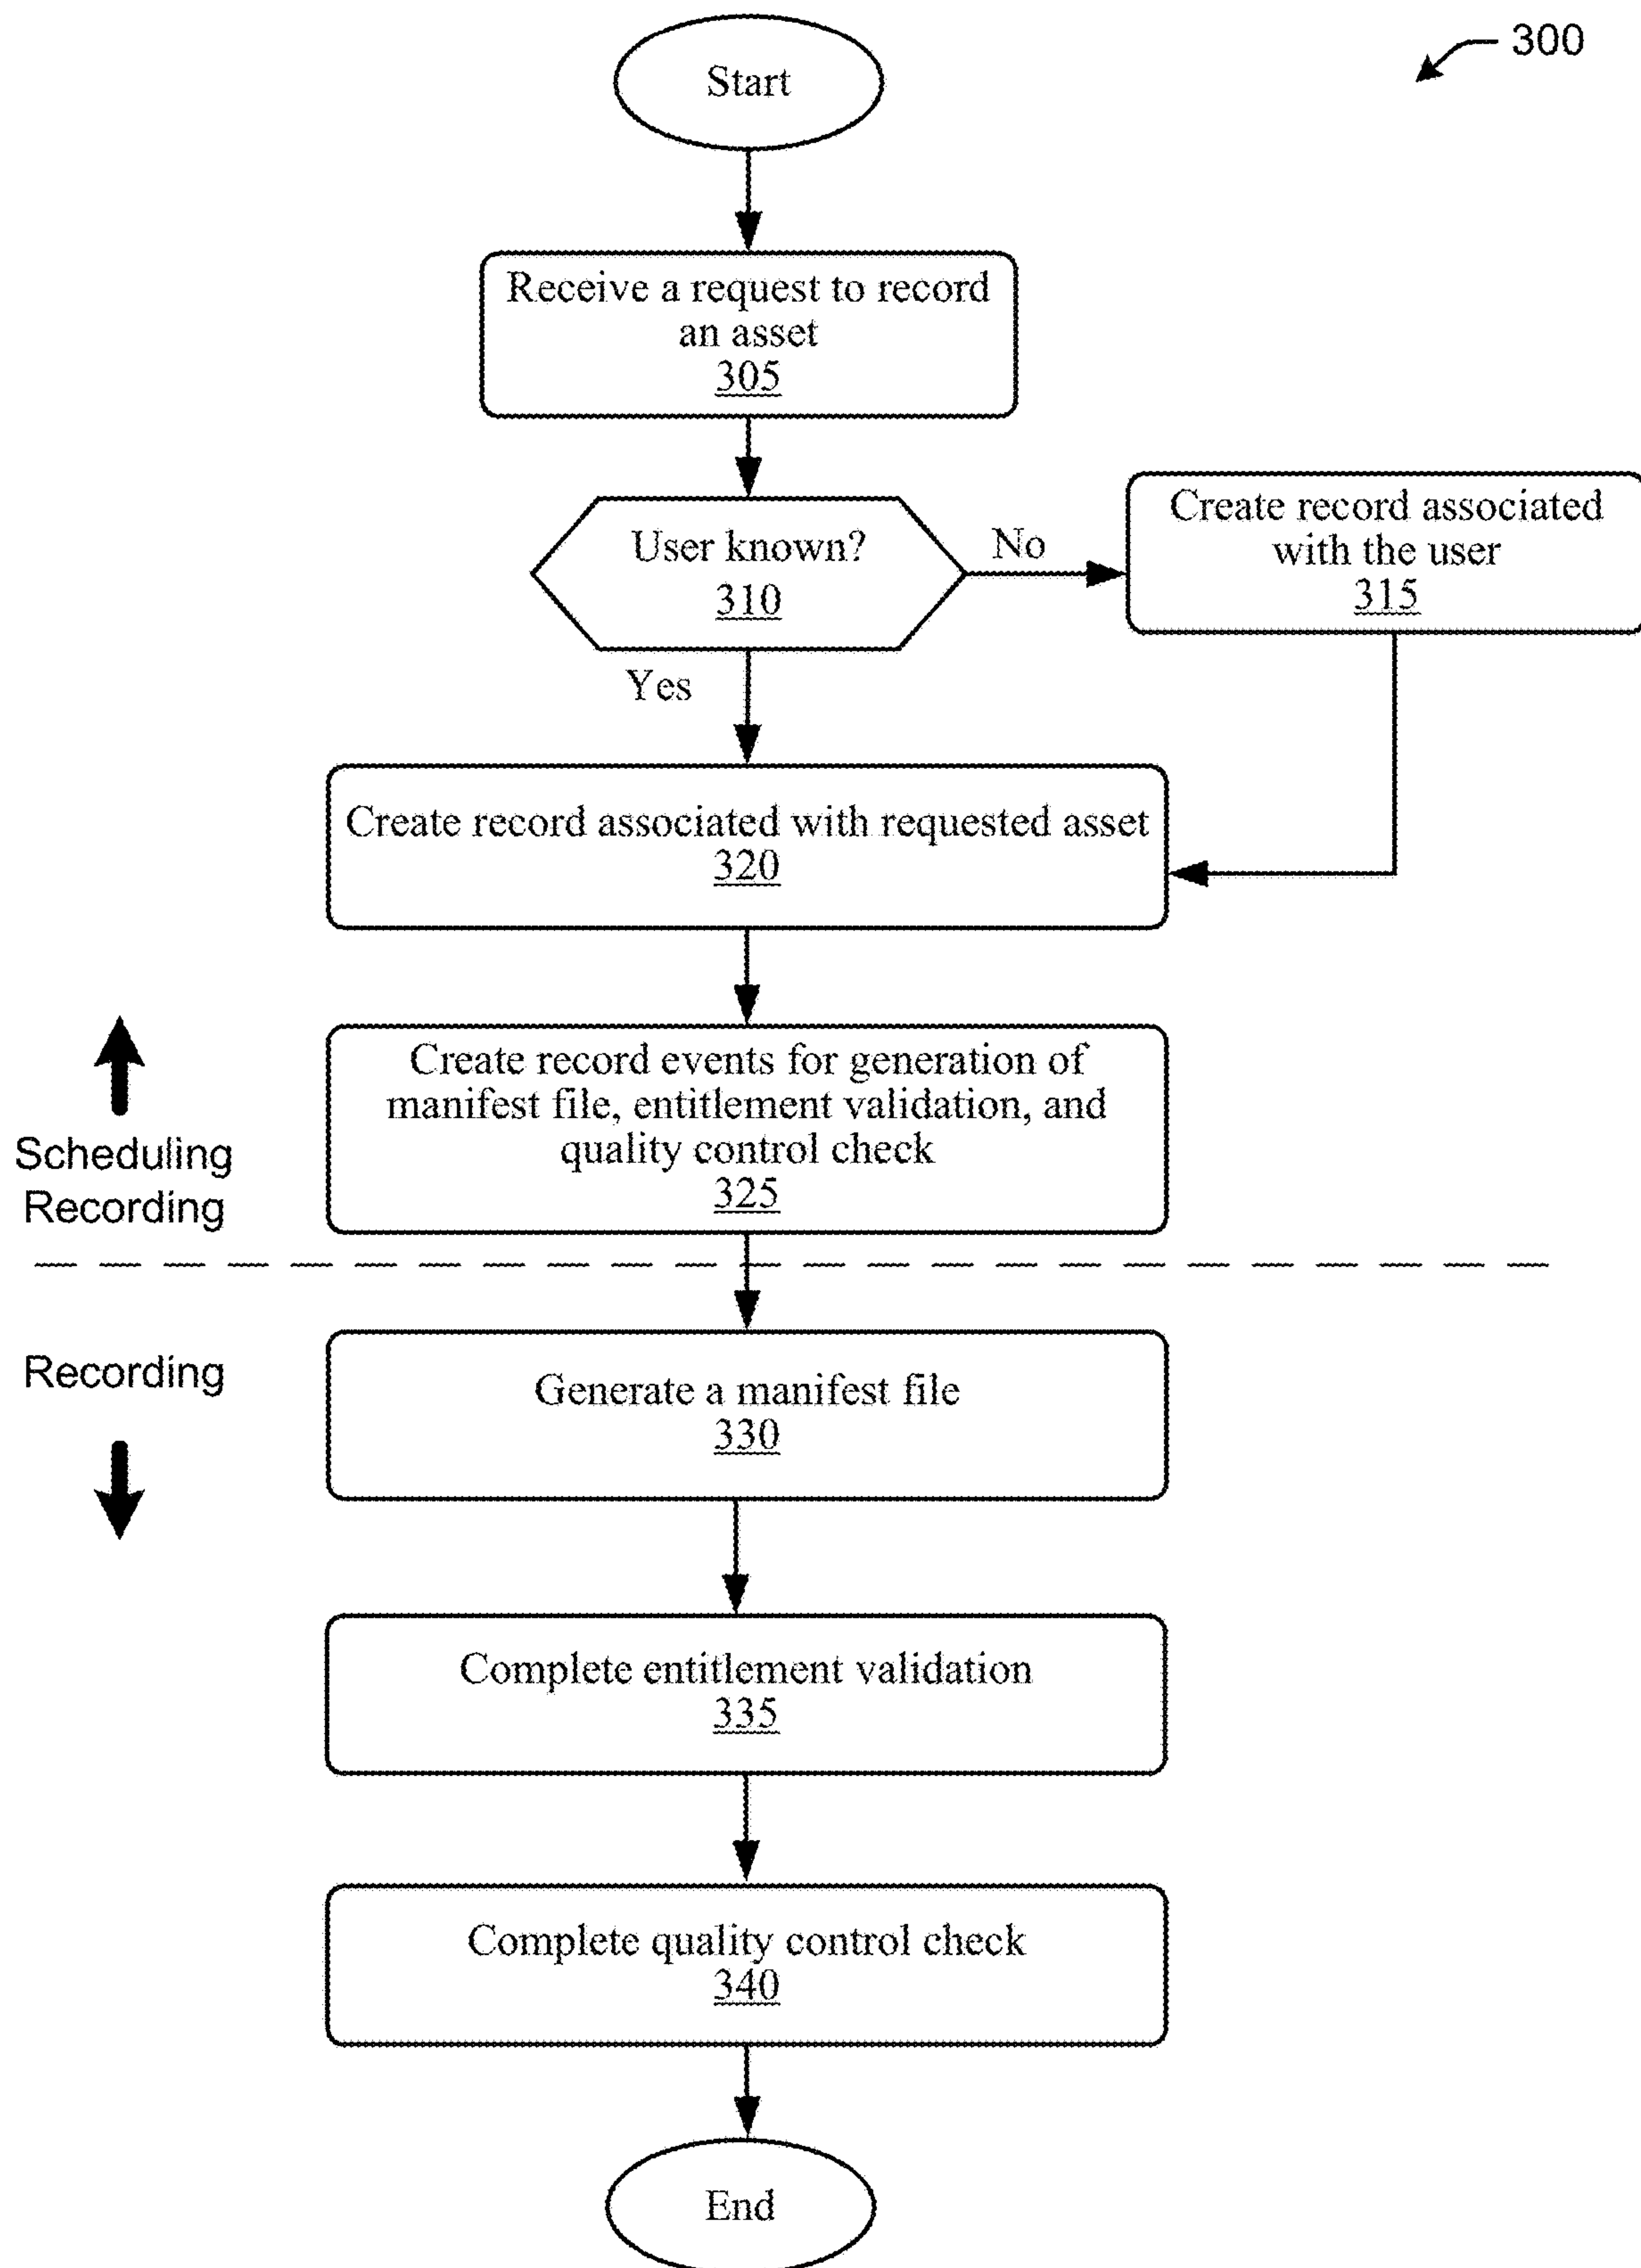 300
Start
Receive a request to record
an asset
305
User known?
310
No
Create record associated
with the user
315
Yes
Create record associated with requested asset
320
Create record events for generation of
manifest file, entitlement validation, and
quality control check
325
Scheduling
Recording
Recording
Generate a manifest file
330
Complete entitlement validation
335
Complete quality control check
340
End